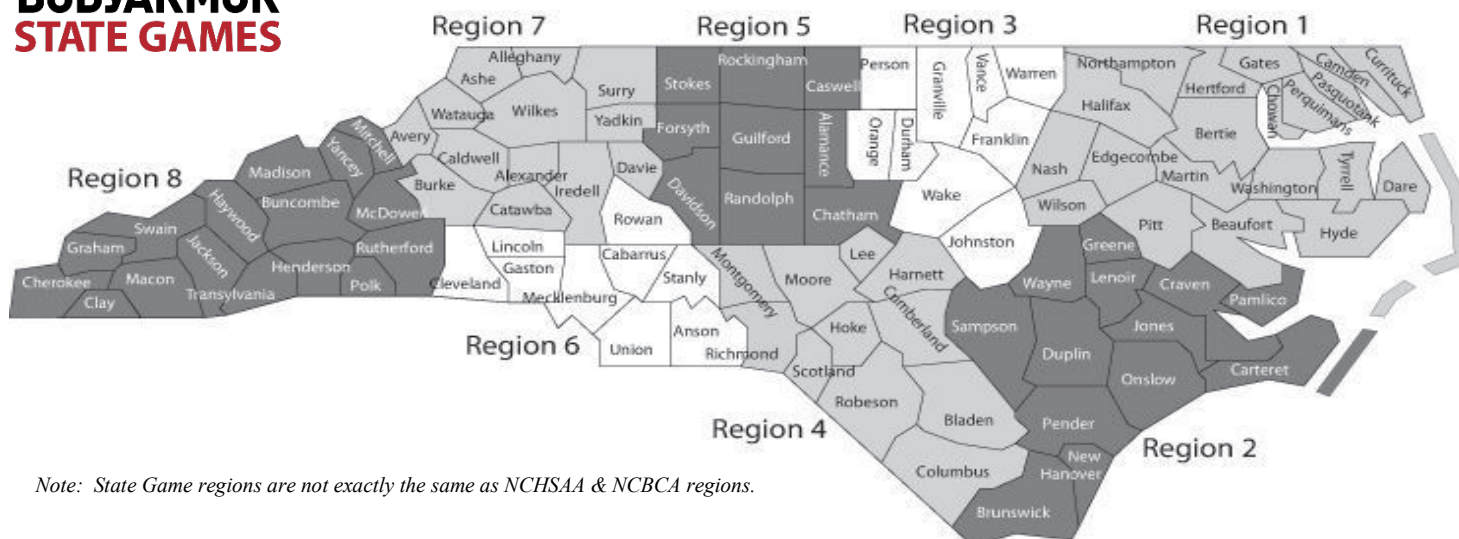 BODYARMOR
STATE GAMES
Region 7
Region 5
Region 3
Region 1
Alleghany
Ashe
Surry
Stokes
Rockingham
Caswell
Person
Granville
Vance
Warren
Northampton
Gates
Camden
Currituck
Pasquotank
Perquimans
Chowan
Hertford
Halifax
Bertie
Watauga
Wilkes
Yadkin
Forsyth
Guilford
Alamance
Orange
Durham
Franklin
Nash
Edgecombe
Martin
Washington
Tyrrell
Dare
Mitchell
Avery
Yancey
Madison
Caldwell
Alexander
Iredell
Davie
Davidson
Randolph
Chatham
Wake
Wilson
Pitt
Beaufort
Hyde
Region 8
Burke
Buncombe
McDowell
Haywood
Catawba
Rowan
Swain
Graham
Jackson
Rutherford
Lincoln
Cabarrus
Stanly
Montgomery
Moore
Lee
Harnett
Johnston
Greene
Wayne
Lenoir
Craven
Pamlico
Cherokee
Macon
Clay
Transylvania
Henderson
Polk
Cleveland
Gaston
Mecklenburg
Region 6
Union
Anson
Richmond
Scotland
Hoke
Cumberland
Sampson
Duplin
Jones
Onslow
Carteret
Robeson
Bladen
Pender
Region 4
Region 2
Columbus
New
Hanover
Brunswick
Note: State Game regions are not exactly the same as NCHSAA & NCBCA regions.